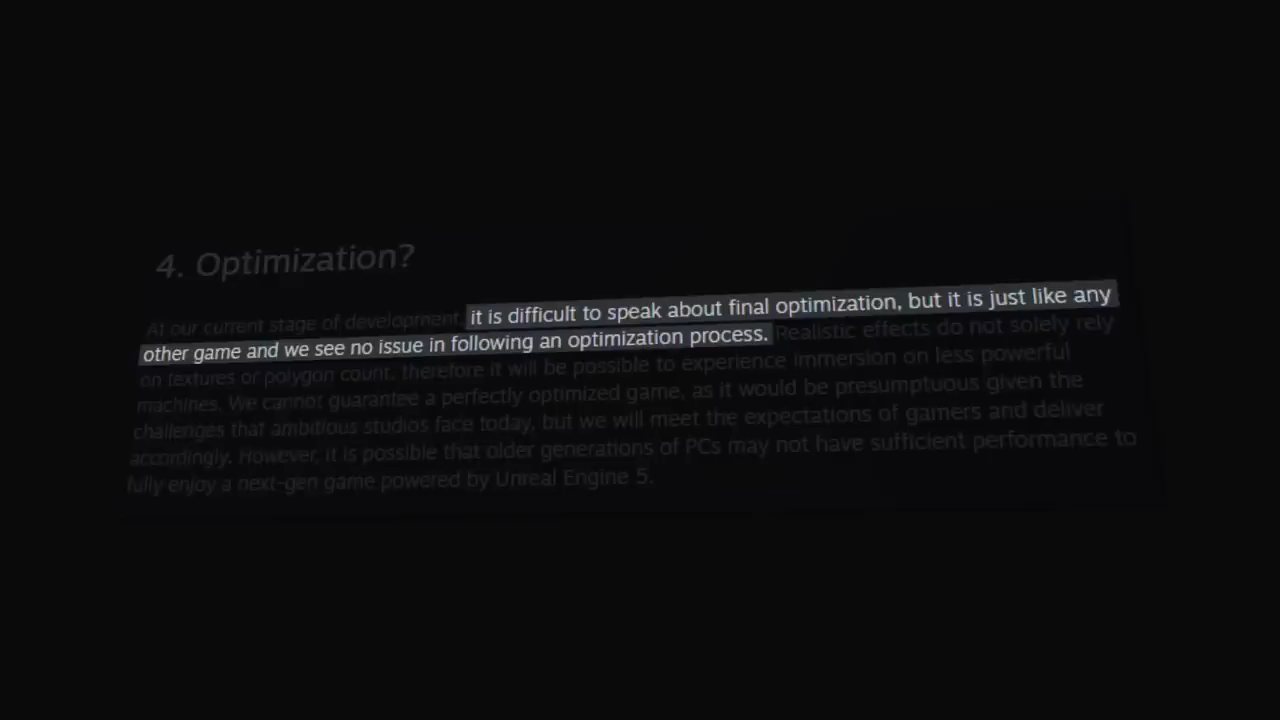 4. Optimization?
At our current stage of development, it is difficult to speak about final optimization, but it is just like any
other game and we see no issue in following an optimization process. Realistic effects do not solely rely
on textures or polygon count, therefore it will be possible to experience immersion on less powerful
machines. We cannot guarantee a perfectly optimized game, as it would be presumptuous given the
challenges that ambitious studios face today, but we will meet the expectations of gamers and deliver
accordingly. However, it is possible that older generations of PCs may not have sufficient performance to
fully enjoy a next-gen game powered by Unreal Engine 5.